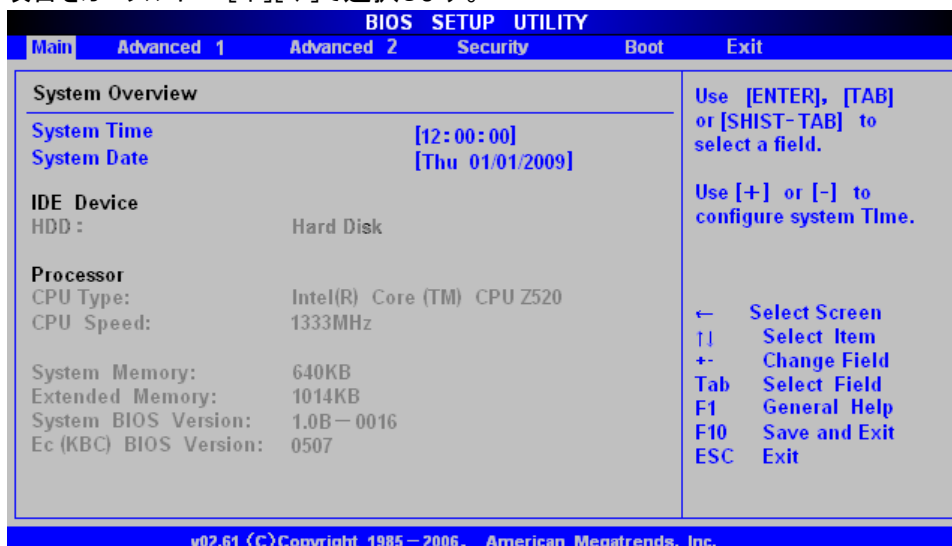 BIOS SETUP UTILITY
Main Advanced 1 Advanced 2 Security Boot Exit
System Overview
System Time [12:00:00]
System Date [Thu 01/01/2009]
IDE Device
HDD: Hard Disk
Processor
CPU Type: Intel(R) Core (TM) CPU Z520
CPU Speed: 1333MHz
System Memory: 640KB
Extended Memory: 1014KB
System BIOS Version: 1.0B－0016
Ec (KBC) BIOS Version: 0507
Use [ENTER], [TAB]
or [SHIST-TAB] to
select a field.
Use [+] or [-] to
configure system TIme.
← Select Screen
↑↓ Select Item
+- Change Field
Tab Select Field
F1 General Help
F10 Save and Exit
ESC Exit
v02.61 (C)Copyright 1985－2006, American Megatrends, Inc.